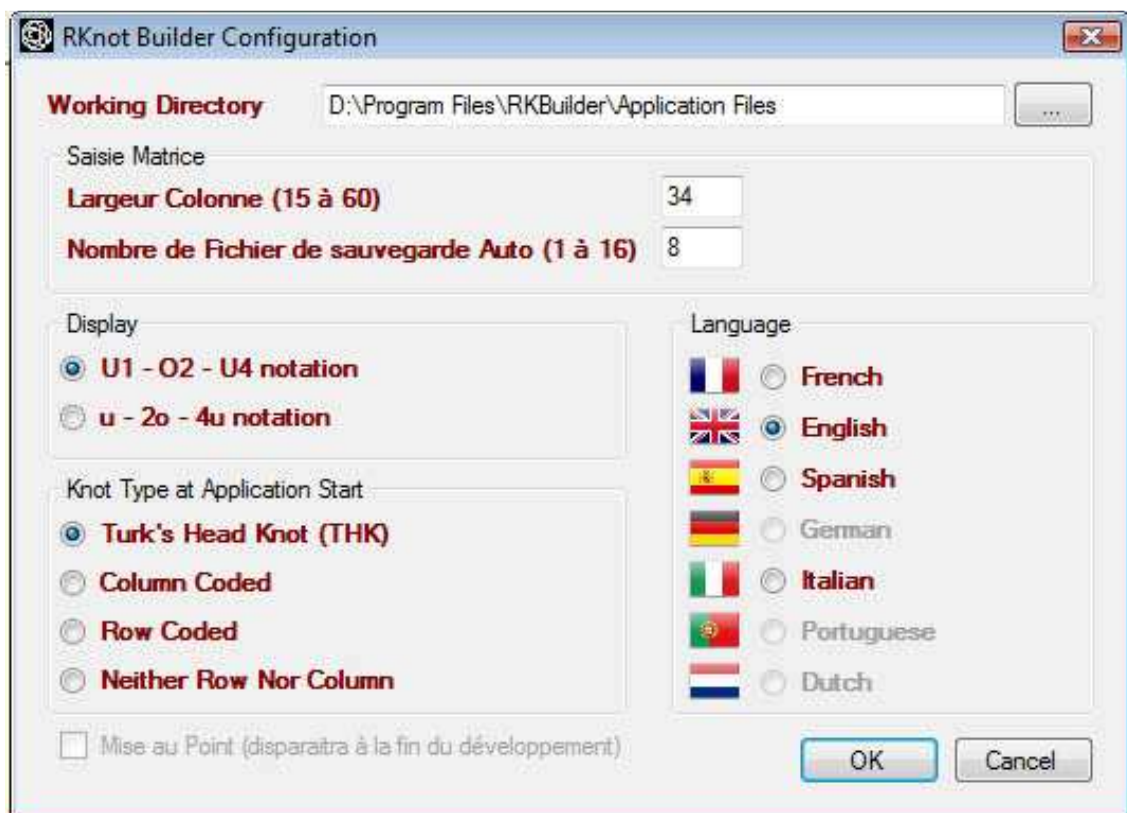 RKnot Builder Configuration
Working Directory D:\Program Files\RKBuilder\Application Files ...
Saisie Matrice
Largeur Colonne (15 à 60) 34
Nombre de Fichier de sauvegarde Auto (1 à 16) 8
Display
U1 - O2 - U4 notation
u - 2o - 4u notation
Knot Type at Application Start
Turk's Head Knot (THK)
Column Coded
Row Coded
Neither Row Nor Column
Language
French
English
Spanish
German
Italian
Portuguese
Dutch
Mise au Point (disparaitra à la fin du développement)
OK Cancel